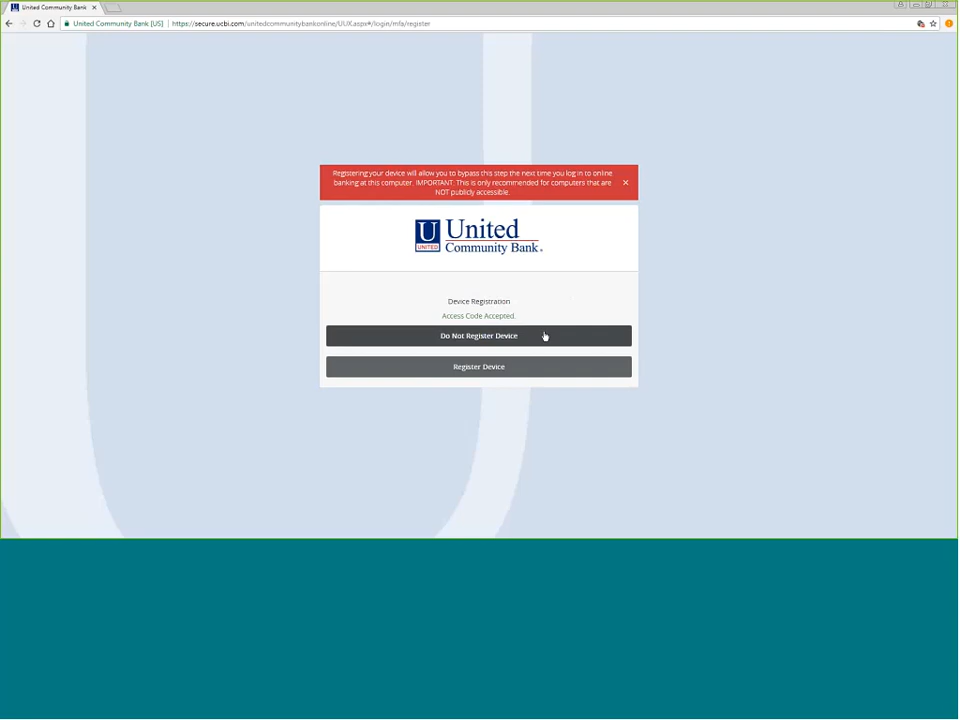 United Community Bank
United Community Bank [US] https://secure.ucbi.com/unitedcommunitybankonline/UUX.aspx#/login/mfa/register
Registering your device will allow you to bypass this step the next time you log in to online
banking at this computer. IMPORTANT: This is only recommended for computers that are
NOT publicly accessible.
U United
UNITED Community Bank.
Device Registration
Access Code Accepted.
Do Not Register Device
Register Device